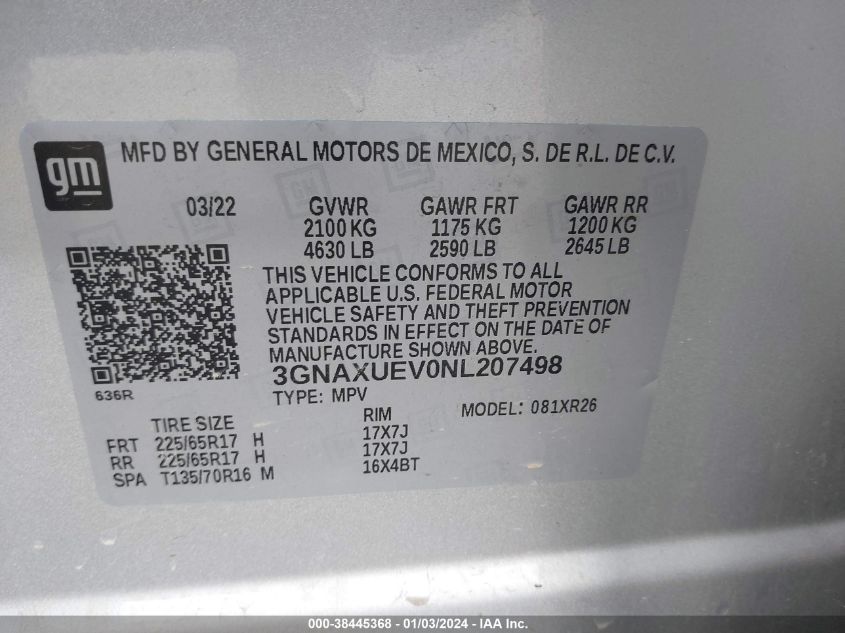 gm
MFD BY GENERAL MOTORS DE MEXICO, S. DE R.L. DE C.V.
03/22 GVWR GAWR FRT GAWR RR
2100 KG 1175 KG 1200 KG
4630 LB 2590 LB 2645 LB
THIS VEHICLE CONFORMS TO ALL
APPLICABLE U.S. FEDERAL MOTOR
VEHICLE SAFETY AND THEFT PREVENTION
STANDARDS IN EFFECT ON THE DATE OF
MANUFACTURE SHOWN ABOVE.
3GNAXUEV0NL207498
636R
TYPE: MPV MODEL: 081XR26
TIRE SIZE RIM
FRT 225/65R17 H 17X7J
RR 225/65R17 H 17X7J
SPA T135/70R16 M 16X4BT
000-38445368 - 01/03/2024 - IAA Inc.